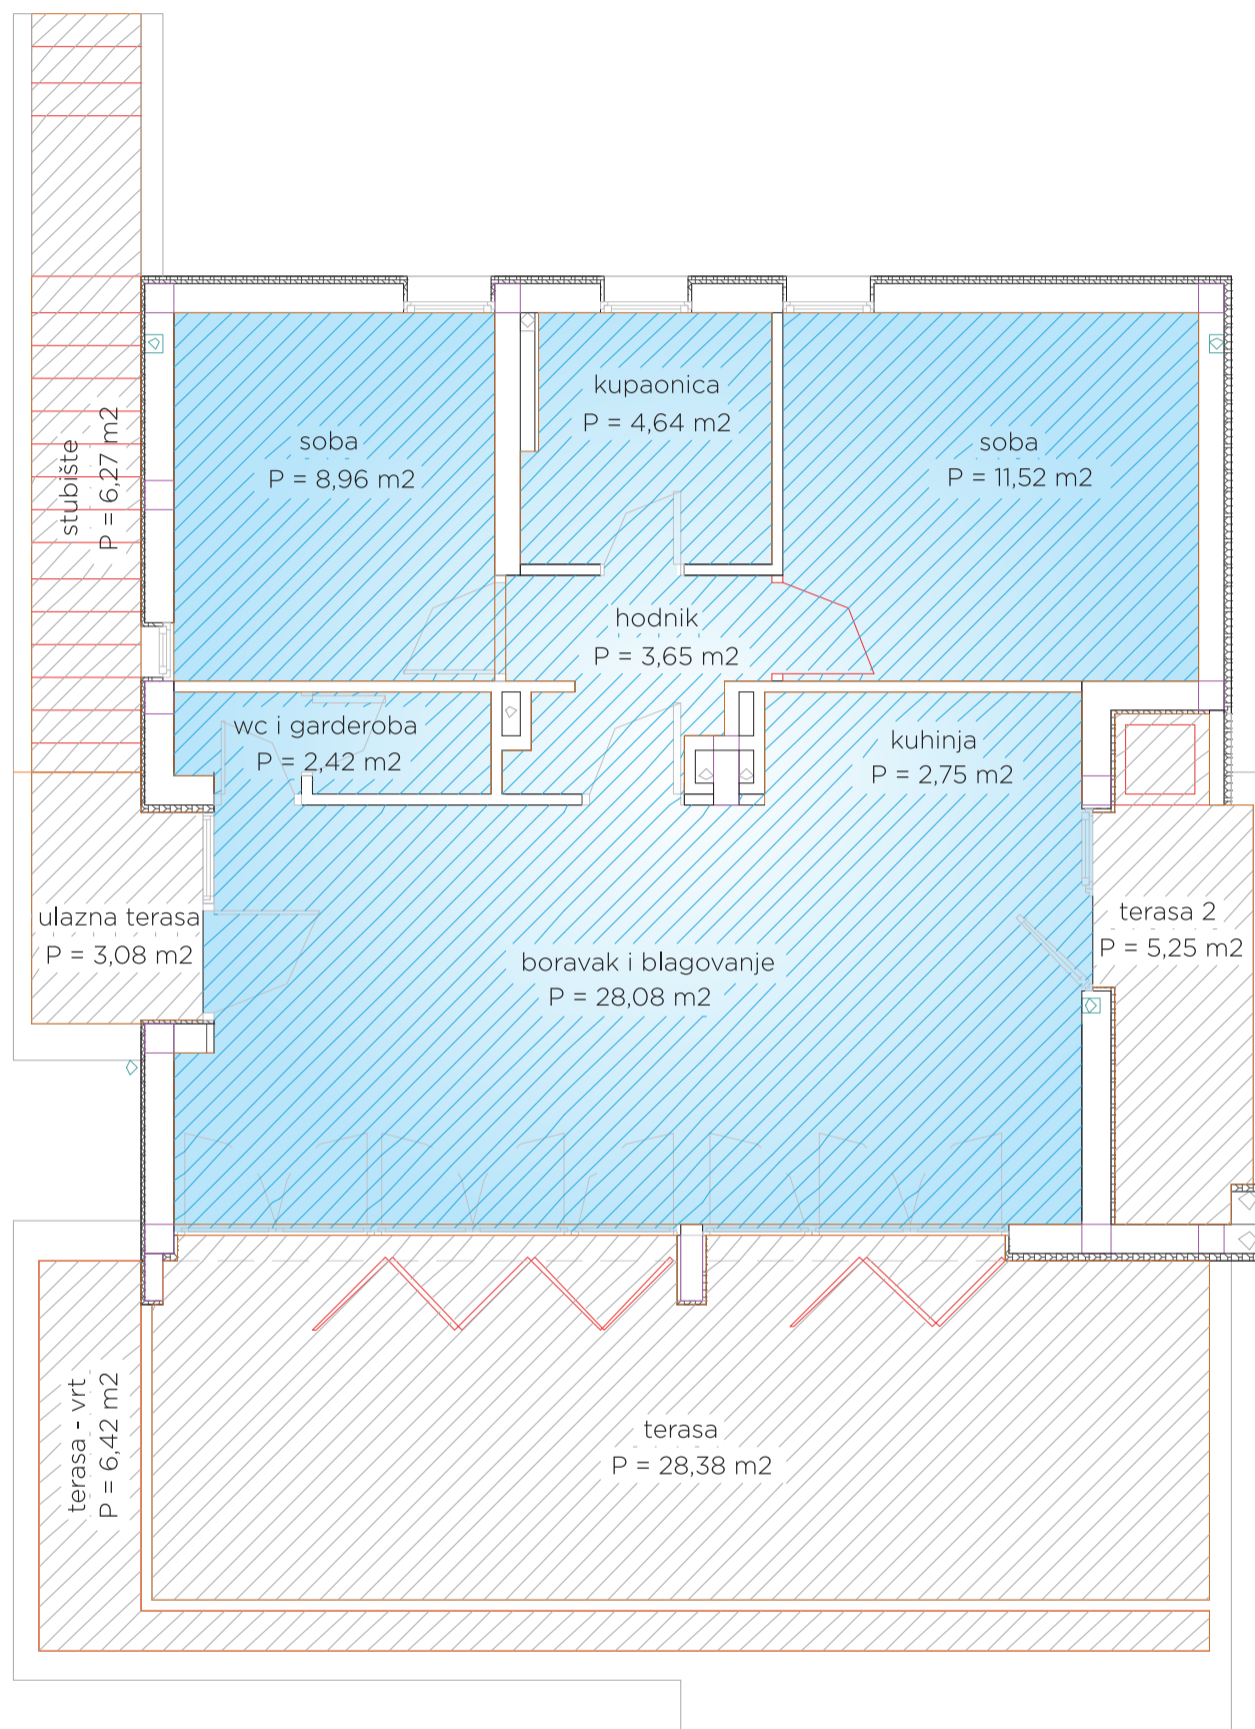 kupaonica
P = 4,64 m2
soba
P = 8,96 m2
soba
P = 11,52 m2
stubište
P = 6,27 m2
hodnik
P = 3,65 m2
wc i garderoba
P = 2,42 m2
kuhinja
P = 2,75 m2
ulazna terasa
P = 3,08 m2
boravak i blagovanje
P = 28,08 m2
terasa 2
P = 5,25 m2
terasa - vrt
P = 6,42 m2
terasa
P = 28,38 m2